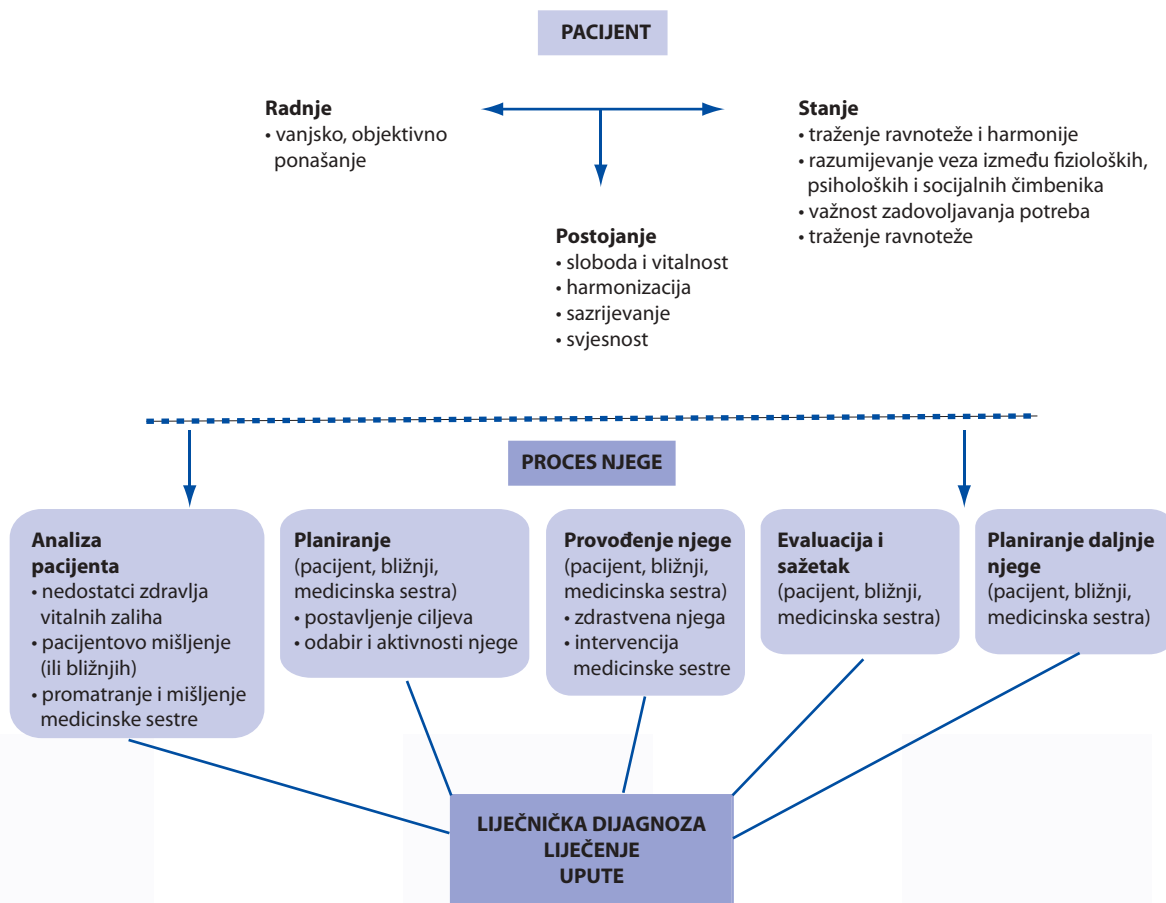 PACIJENT
Radnje
• vanjsko, objektivno
ponašanje
Stanje
• traženje ravnoteže i harmonije
• razumijevanje veza između fizioloških,
psiholoških i socijalnih čimbenika
• važnost zadovoljavanja potreba
• traženje ravnoteže
Postojanje
• sloboda i vitalnost
• harmonizacija
• sazrijevanje
• svjesnost
PROCES NJEGE
Analiza
pacijenta
• nedostatci zdravlja
vitalnih zaliha
• pacijentovo mišljenje
(ili bližnjih)
• promatranje i mišljenje
medicinske sestre
Planiranje
(pacijent, bližnji,
medicinska sestra)
• postavljenje ciljeva
• odabir i aktivnosti njege
Provođenje njege
(pacijent, bližnji,
medicinska sestra)
• zdrastvena njega
• intervencija
medicinske sestre
Evaluacija i
sažetak
(pacijent, bližnji,
medicinska sestra)
Planiranje daljnje
njege
(pacijent, bližnji,
medicinska sestra)
LIJEČNIČKA DIJAGNOZA
LIJEČENJE
UPUTE